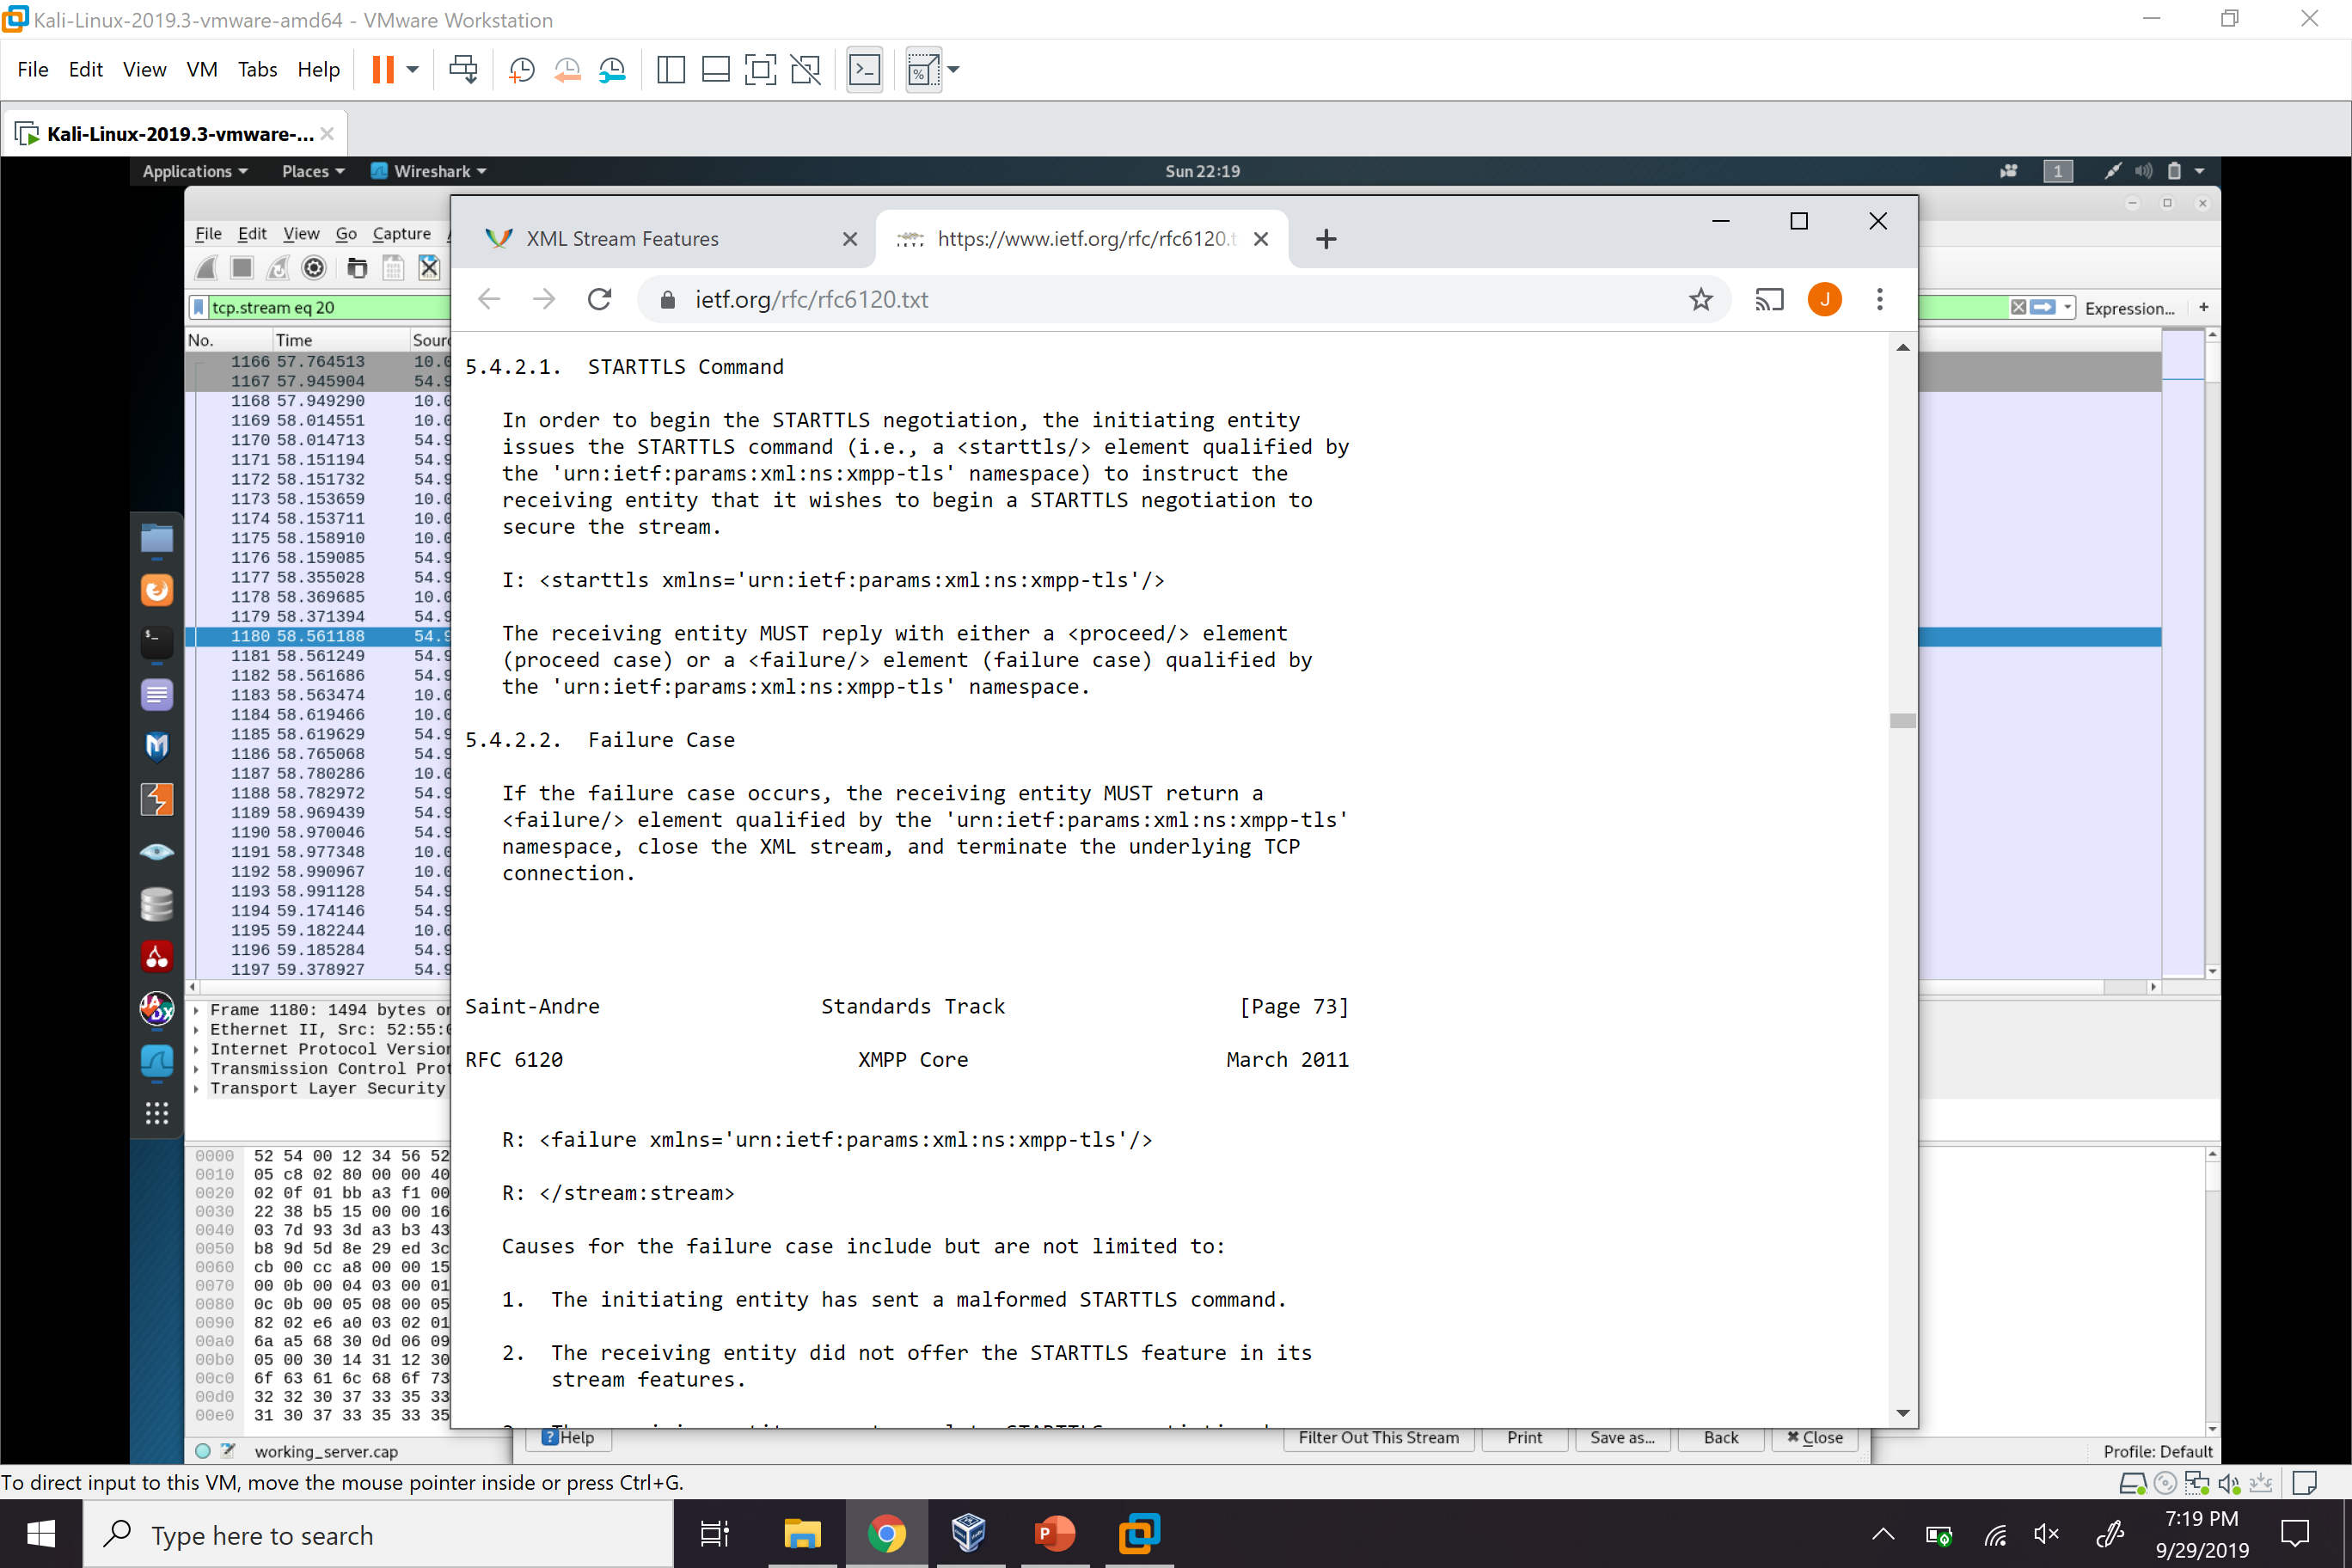 Kali-Linux-2019.3-vmware-amd64 - VMware Workstation
File Edit View VM Tabs Help
Kali-Linux-2019.3-vmware-...
Applications Places Wireshark Sun 22:19 1
XML Stream Features
https://www.ietf.org/rfc/rfc6120.t
ietf.org/rfc/rfc6120.txt
J
File Edit View Go Capture
tcp.stream eq 20
Expression... +
No. Time Sour
1166 57.764513 10.0
1167 57.945904 54.9
1168 57.949290 10.0
1169 58.014551 10.0
1170 58.014713 54.9
1171 58.151194 54.9
1172 58.151732 54.9
1173 58.153659 10.0
1174 58.153711 10.0
1175 58.158910 10.0
1176 58.159085 54.9
1177 58.355028 54.9
1178 58.369685 10.0
1179 58.371394 54.9
1180 58.561188 54.9
1181 58.561249 54.9
1182 58.561686 54.9
1183 58.563474 10.0
1184 58.619466 10.0
1185 58.619629 54.9
1186 58.765068 54.9
1187 58.780286 10.0
1188 58.782972 54.9
1189 58.969439 54.9
1190 58.970046 54.9
1191 58.977348 10.0
1192 58.990967 10.0
1193 58.991128 54.9
1194 59.174146 54.9
1195 59.182244 10.0
1196 59.185284 54.9
1197 59.378927 54.9
Frame 1180: 1494 bytes or
Ethernet II, Src: 52:55:0
Internet Protocol Version
Transmission Control Prot
Transport Layer Security
0000 52 54 00 12 34 56 52
0010 05 c8 02 80 00 00 40
0020 02 0f 01 bb a3 f1 00
0030 22 38 b5 15 00 00 16
0040 03 7d 93 3d a3 b3 43
0050 b8 9d 5d 8e 29 ed 3c
0060 cb 00 cc a8 00 00 15
0070 00 0b 00 04 03 00 01
0080 0c 0b 00 05 08 00 05
0090 82 02 e6 a0 03 02 01
00a0 6a a5 68 30 0d 06 09
00b0 05 00 30 14 31 12 30
00c0 6f 63 61 6c 68 6f 73
00d0 32 32 30 37 33 35 33
00e0 31 30 37 33 35 33 35
5.4.2.1. STARTTLS Command
In order to begin the STARTTLS negotiation, the initiating entity
issues the STARTTLS command (i.e., a <starttls/> element qualified by
the 'urn:ietf:params:xml:ns:xmpp-tls' namespace) to instruct the
receiving entity that it wishes to begin a STARTTLS negotiation to
secure the stream.
I: <starttls xmlns='urn:ietf:params:xml:ns:xmpp-tls'/>
The receiving entity MUST reply with either a <proceed/> element
(proceed case) or a <failure/> element (failure case) qualified by
the 'urn:ietf:params:xml:ns:xmpp-tls' namespace.
5.4.2.2. Failure Case
If the failure case occurs, the receiving entity MUST return a
<failure/> element qualified by the 'urn:ietf:params:xml:ns:xmpp-tls'
namespace, close the XML stream, and terminate the underlying TCP
connection.
Saint-Andre Standards Track [Page 73]
RFC 6120 XMPP Core March 2011
R: <failure xmlns='urn:ietf:params:xml:ns:xmpp-tls'/>
R: </stream:stream>
Causes for the failure case include but are not limited to:
1. The initiating entity has sent a malformed STARTTLS command.
2. The receiving entity did not offer the STARTTLS feature in its
stream features.
Help Filter Out This Stream Print Save as... Back Close
working_server.cap Profile: Default
To direct input to this VM, move the mouse pointer inside or press Ctrl+G.
Type here to search
7:19 PM
9/29/2019